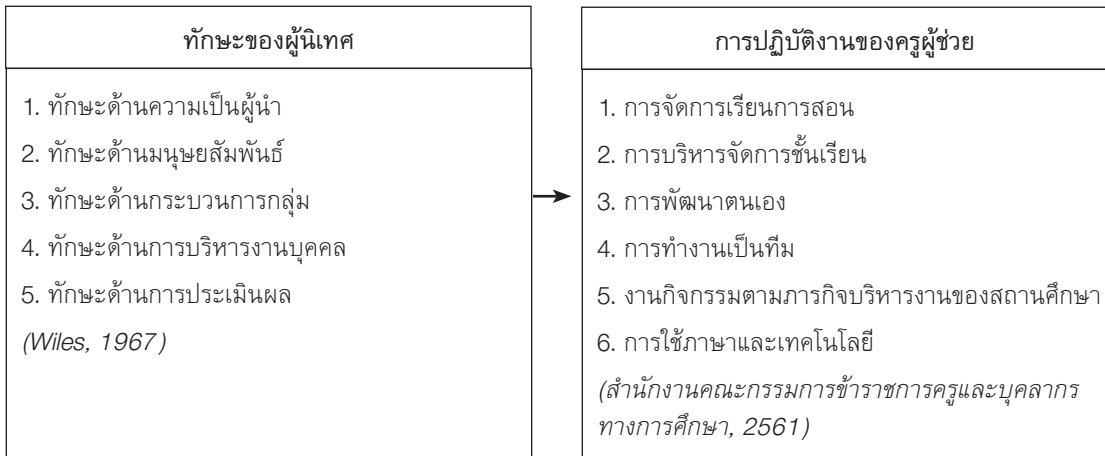 ทักษะของผู้นิเทศ
1. ทักษะด้านความเป็นผู้นำ
2. ทักษะด้านมนุษยสัมพันธ์
3. ทักษะด้านกระบวนการกลุ่ม
4. ทักษะด้านการบริหารงานบุคคล
5. ทักษะด้านการประเมินผล
(Wiles, 1967)
การปฏิบัติงานของครูผู้ช่วย
1. การจัดการเรียนการสอน
2. การบริหารจัดการชั้นเรียน
3. การพัฒนาตนเอง
4. การทำงานเป็นทีม
5. งานกิจกรรมตามภารกิจบริหารงานของสถานศึกษา
6. การใช้ภาษาและเทคโนโลยี
(สำนักงานคณะกรรมการข้าราชการครูและบุคลากร
ทางการศึกษา, 2561)